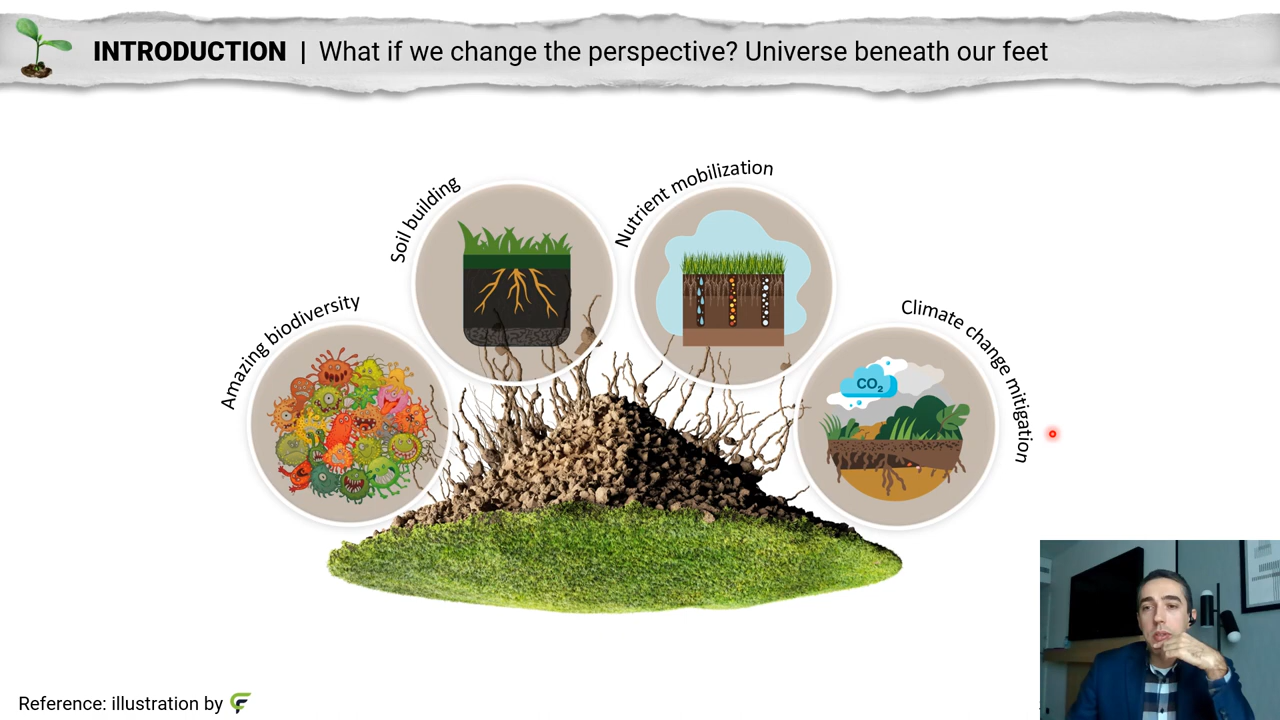 INTRODUCTION | What if we change the perspective? Universe beneath our feet
Amazing biodiversity
Soil building
Nutrient mobilization
Climate change mitigation
CO₂
Reference: illustration by